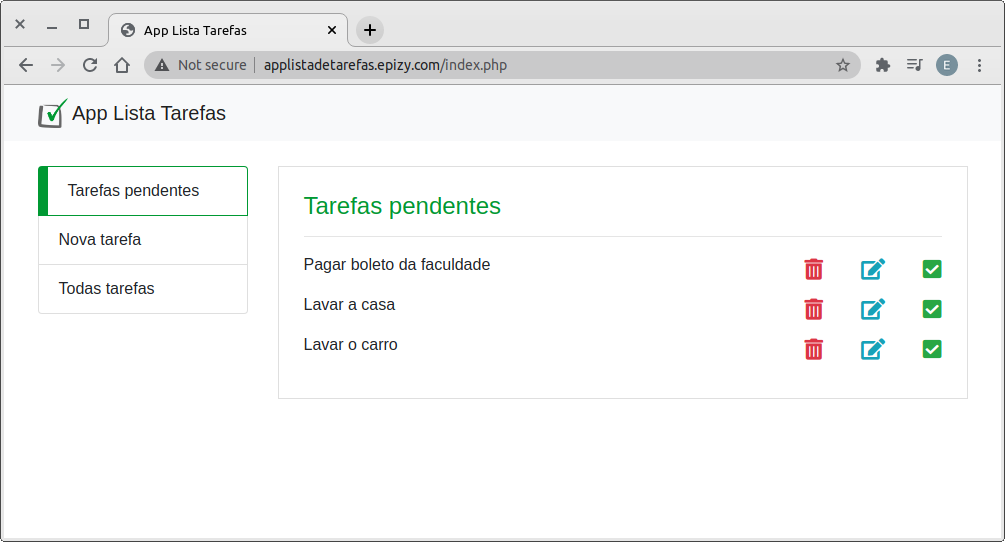 App Lista Tarefas
Not secure | applistadetarefas.epizy.com/index.php
E
App Lista Tarefas
Tarefas pendentes
Nova tarefa
Todas tarefas
Tarefas pendentes
Pagar boleto da faculdade
Lavar a casa
Lavar o carro